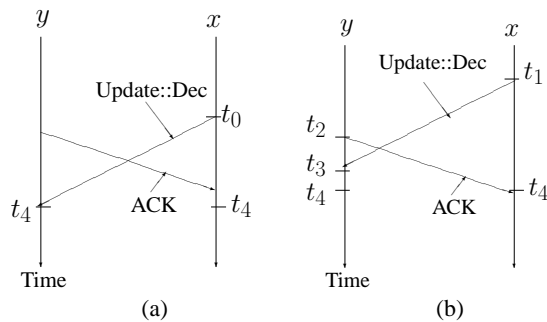 y
x
Update::Dec
t0
t4
ACK
t4
Time
(a)
y
x
Update::Dec
t1
t2
t3
t4
ACK
t4
Time
(b)